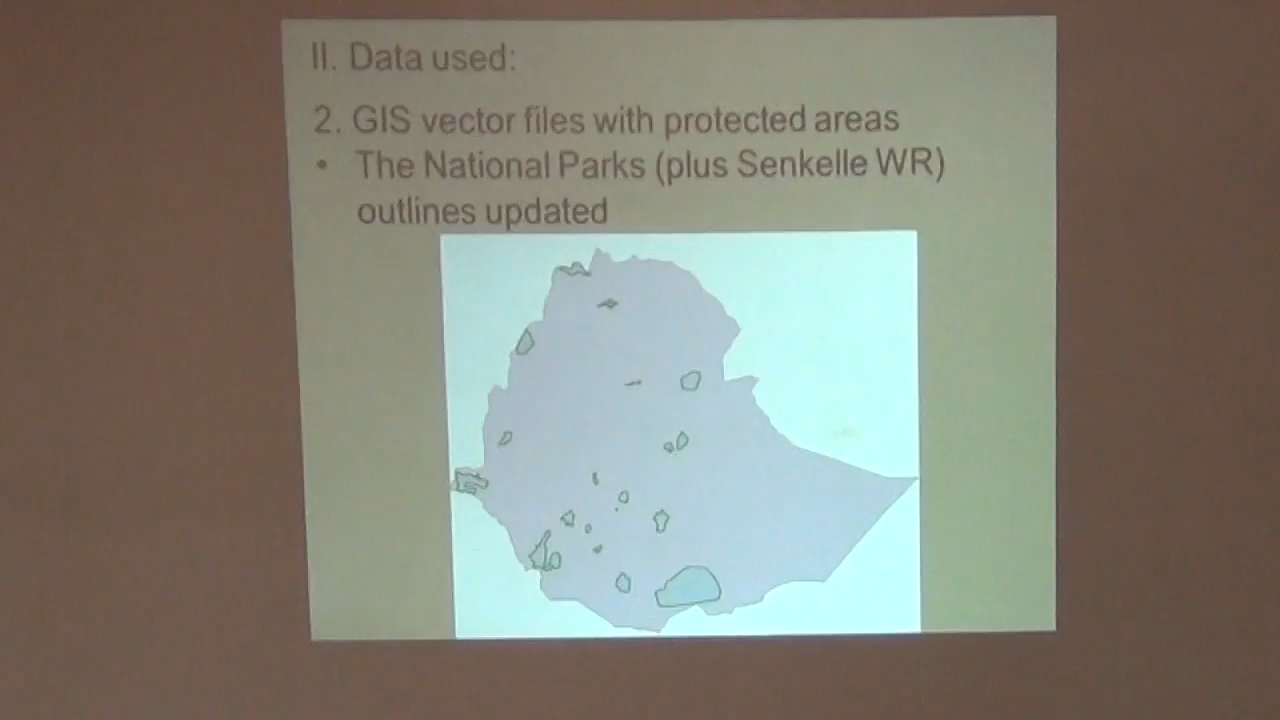 II. Data used:
2. GIS vector files with protected areas
• The National Parks (plus Senkelle WR)
outlines updated